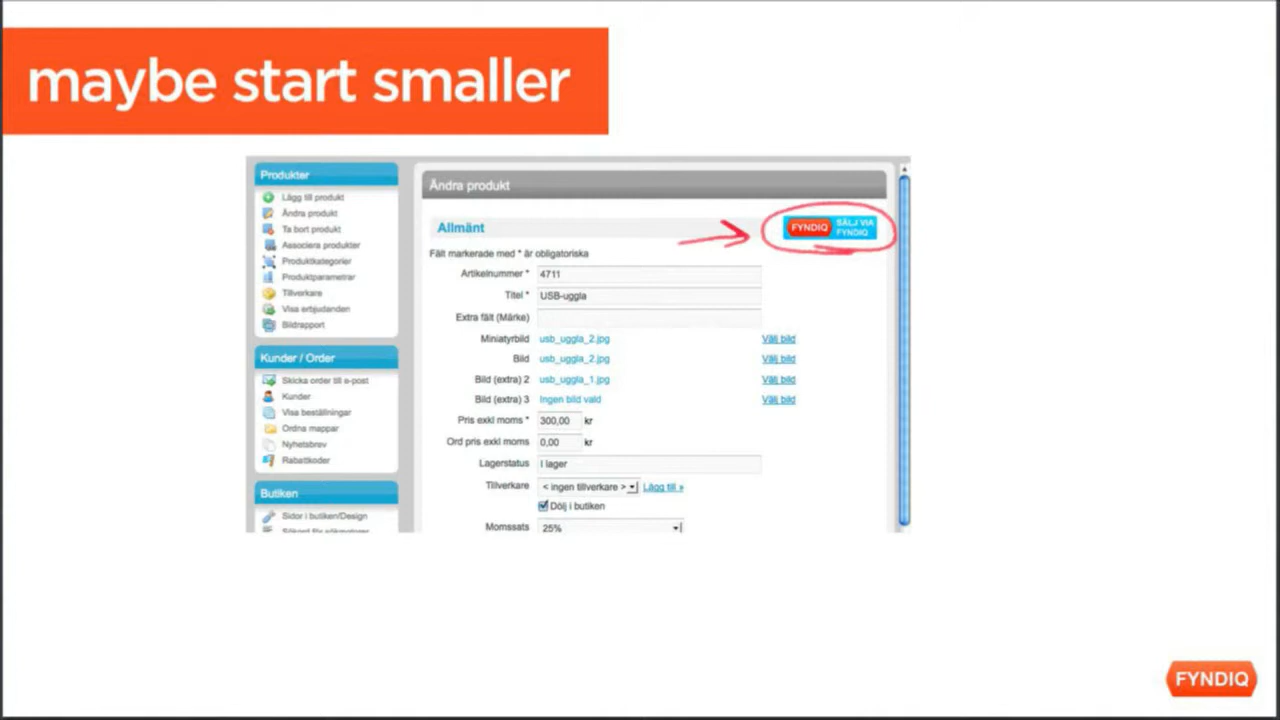 maybe start smaller
Produkter
Lägg till produkt
Ändra produkt
Ta bort produkt
Associera produkter
Produktkategorier
Produktparametrar
Tillverkare
Visa erbjudanden
Bildrapport
Kunder / Order
Skicka order till e-post
Kunder
Visa beställningar
Ordna mappar
Nyhetsbrev
Rabattkoder
Butiken
Sidor i butiken/Design
Ändra produkt
Allmänt
FYNDIQ SÄLJ VIA
FYNDIQ
Fält markerade med * är obligatoriska
Artikelnummer * 4711
Titel * USB-uggla
Extra fält (Märke)
Miniatyrbild usb_uggla_2.jpg Välj bild
Bild usb_uggla_2.jpg Välj bild
Bild (extra) 2 usb_uggla_1.jpg Välj bild
Bild (extra) 3 Ingen bild vald Välj bild
Pris exkl moms * 300,00 kr
Ord pris exkl moms 0,00 kr
Lagerstatus I lager
Tillverkare < ingen tillverkare > Lägg till »
Dölj i butiken
Momssats 25%
FYNDIQ